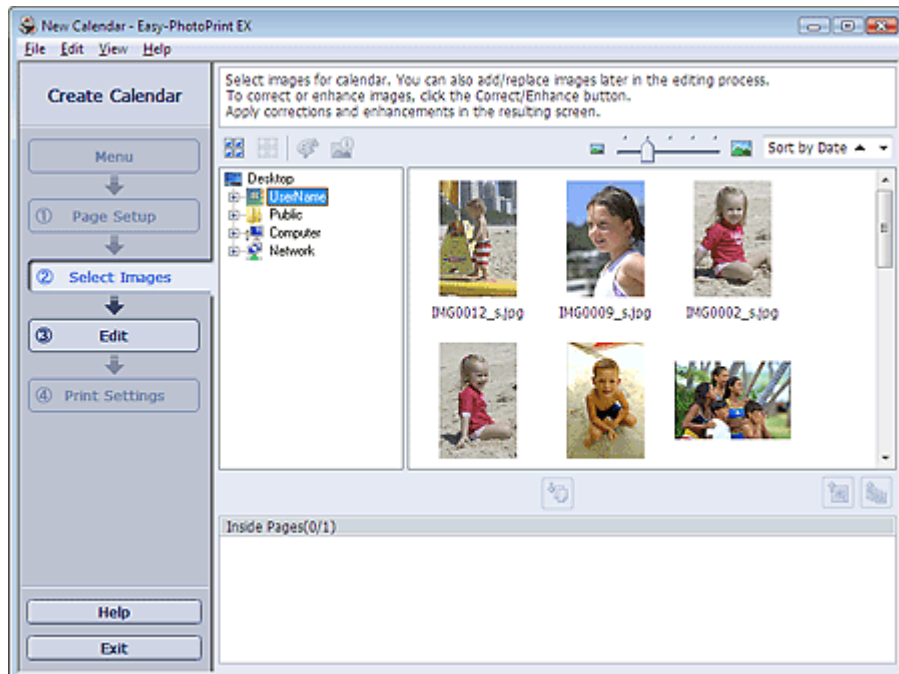 New Calendar - Easy-PhotoPrint EX
File Edit View Help
Create Calendar
Menu
① Page Setup
② Select Images
③ Edit
④ Print Settings
Help
Exit
Select images for calendar. You can also add/replace images later in the editing process.
To correct or enhance images, click the Correct/Enhance button.
Apply corrections and enhancements in the resulting screen.
Sort by Date
Desktop
UserName
Public
Computer
Network
IMG0012_s.jpg IMG0009_s.jpg IMG0002_s.jpg
Inside Pages(0/1)